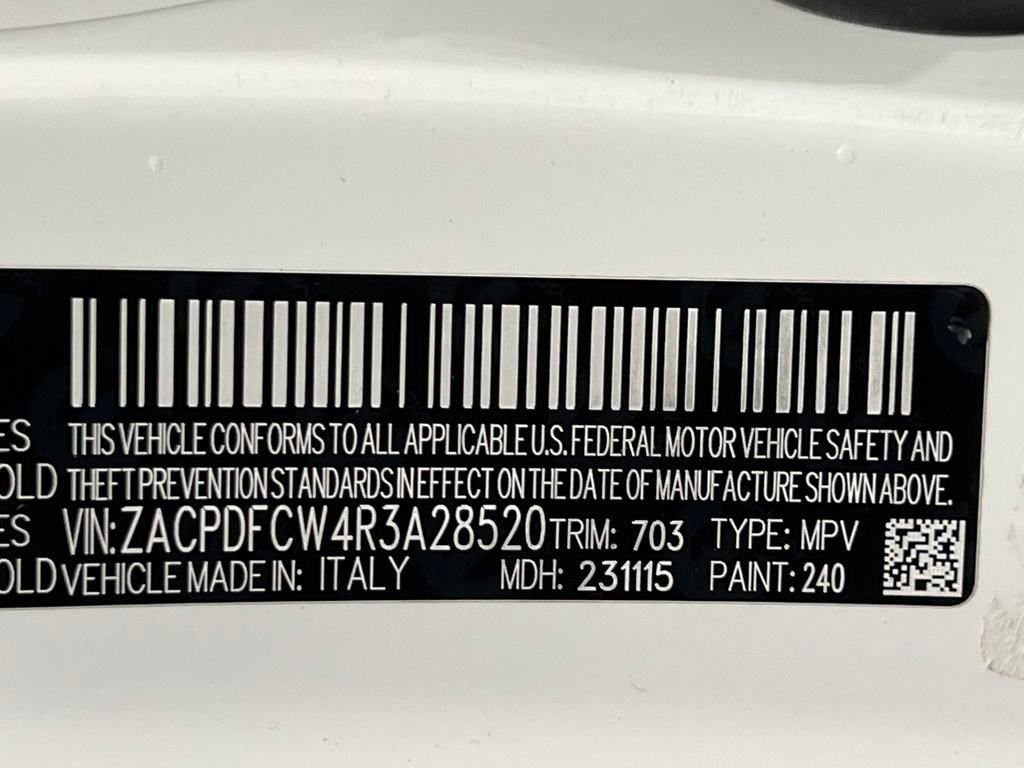 ES THIS VEHICLE CONFORMS TO ALL APPLICABLE U.S. FEDERAL MOTOR VEHICLE SAFETY AND
OLD THEFT PREVENTION STANDARDS IN EFFECT ON THE DATE OF MANUFACTURE SHOWN ABOVE.
ES VIN: ZACPDFCW4R3A28520 TRIM: 703 TYPE: MPV
OLD VEHICLE MADE IN: ITALY MDH: 231115 PAINT: 240